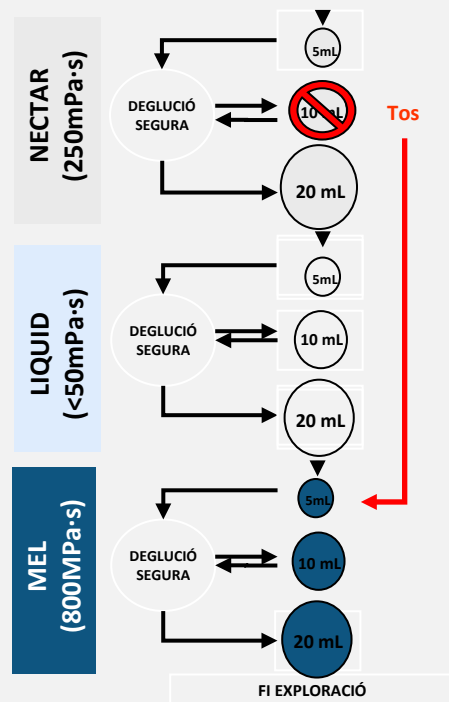 NECTAR
(250mPa·s)
5mL
DEGLUCIÓ
SEGURA
10 mL
Tos
20 mL
LIQUID
(<50mPa·s)
5mL
DEGLUCIÓ
SEGURA
10 mL
20 mL
MEL
(800MPa·s)
5mL
DEGLUCIÓ
SEGURA
10 mL
20 mL
FI EXPLORACIÓ